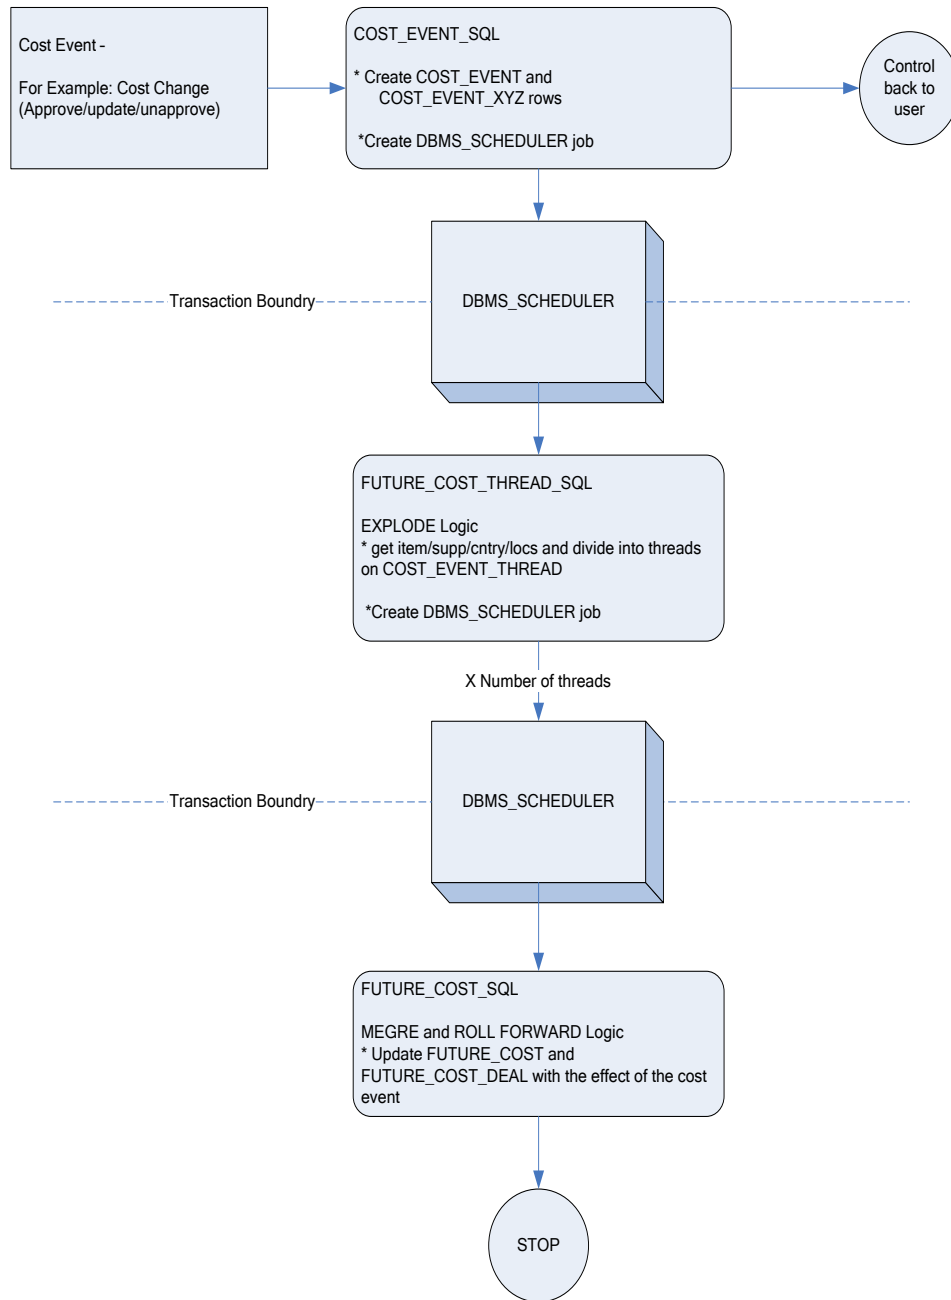 Cost Event -
For Example: Cost Change
(Approve/update/unapprove)
COST_EVENT_SQL
* Create COST_EVENT and
COST_EVENT_XYZ rows
*Create DBMS_SCHEDULER job
Control
back to
user
Transaction Boundry
DBMS_SCHEDULER
FUTURE_COST_THREAD_SQL
EXPLODE Logic
* get item/supp/cntry/locs and divide into threads
on COST_EVENT_THREAD
*Create DBMS_SCHEDULER job
X Number of threads
Transaction Boundry
DBMS_SCHEDULER
FUTURE_COST_SQL
MEGRE and ROLL FORWARD Logic
* Update FUTURE_COST and
FUTURE_COST_DEAL with the effect of the cost
event
STOP